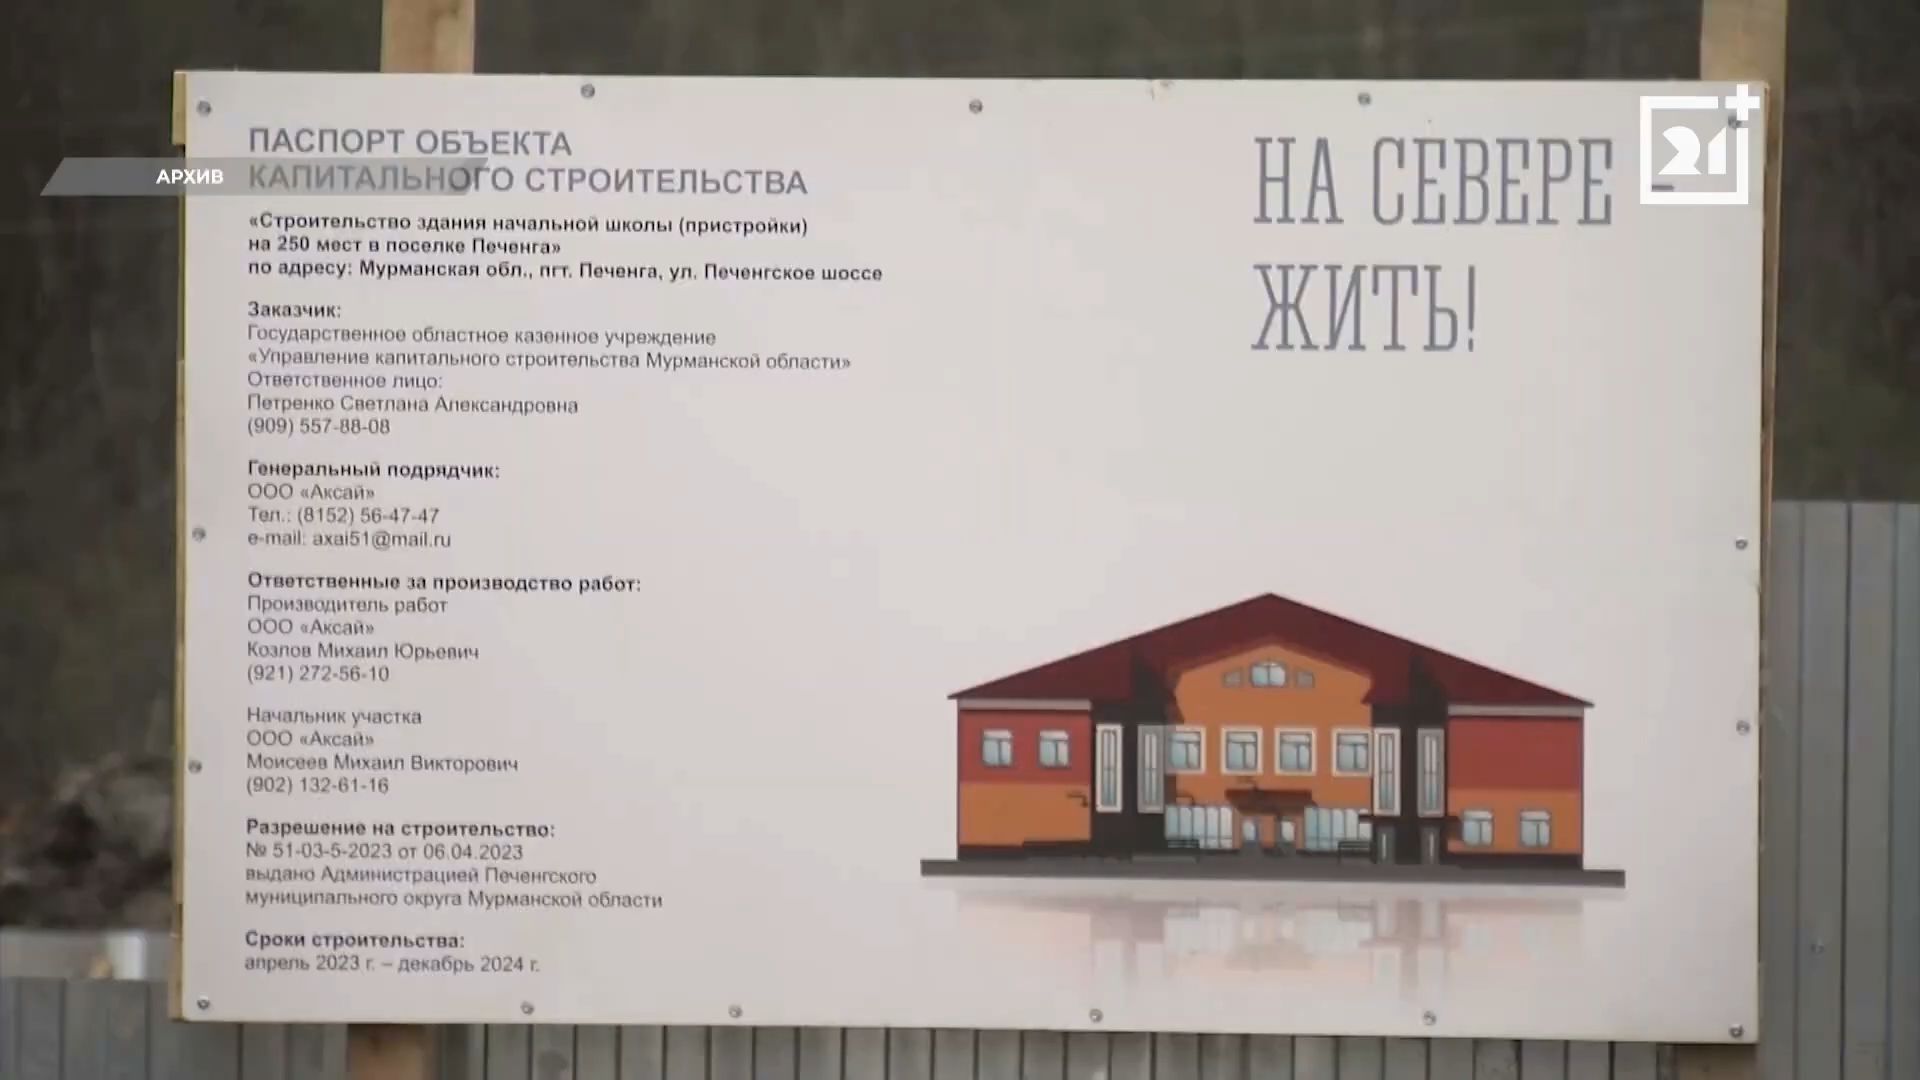 ПАСПОРТ ОБЪЕКТА
КАПИТАЛЬНОГО СТРОИТЕЛЬСТВА
АРХИВ
«Строительство здания начальной школы (пристройки)
на 250 мест в поселке Печенга»
по адресу: Мурманская обл., пгт. Печенга, ул. Печенгское шоссе
Заказчик:
Государственное областное казенное учреждение
«Управление капитального строительства Мурманской области»
Ответственное лицо:
Петренко Светлана Александровна
(909) 557-88-08
Генеральный подрядчик:
ООО «Аксай»
Тел.: (8152) 56-47-47
e-mail: axai51@mail.ru
Ответственные за производство работ:
Производитель работ
ООО «Аксай»
Козлов Михаил Юрьевич
(921) 272-56-10
Начальник участка
ООО «Аксай»
Моисеев Михаил Викторович
(902) 132-61-16
Разрешение на строительство:
№ 51-03-5-2023 от 06.04.2023
выдано Администрацией Печенгского
муниципального округа Мурманской области
Сроки строительства:
апрель 2023 г. – декабрь 2024 г.
НА СЕВЕРЕ –
ЖИТЬ!
21+